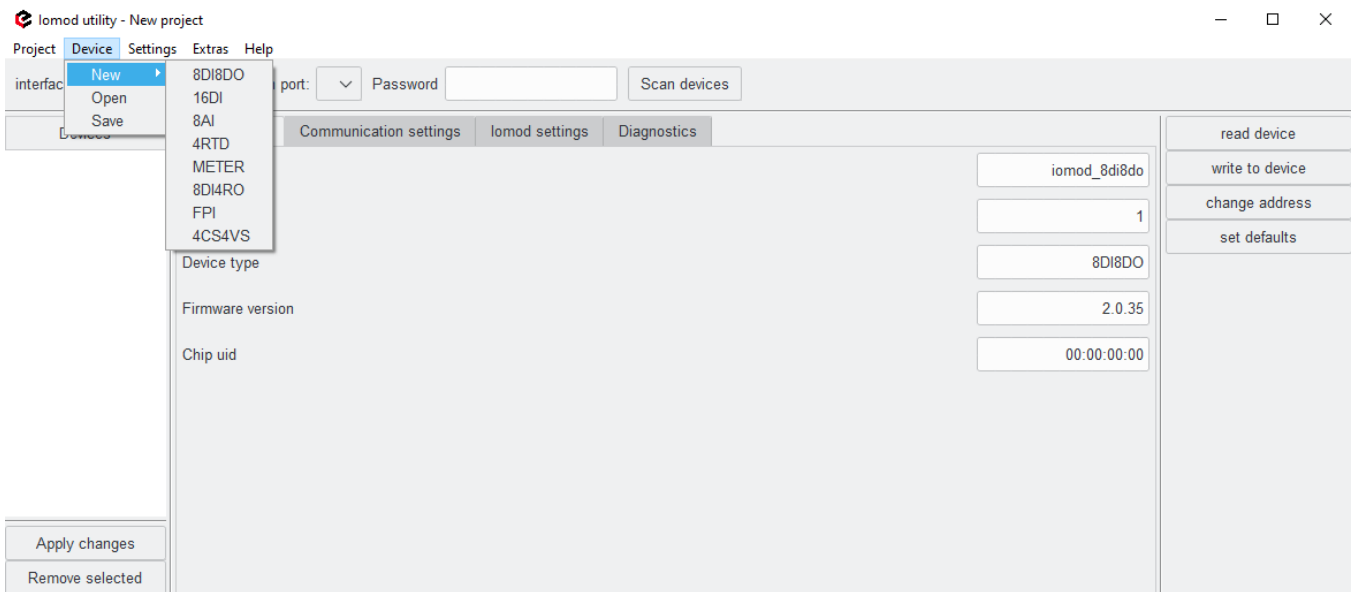 Iomod utility - New project
Project Device Settings Extras Help
interfac port: Password Scan devices
New
Open
Save
8DI8DO
16DI
8AI
4RTD
METER
8DI4RO
FPI
4CS4VS
Devices
Communication settings Iomod settings Diagnostics
iomod_8di8do
1
Device type 8DI8DO
Firmware version 2.0.35
Chip uid 00:00:00:00
read device
write to device
change address
set defaults
Apply changes
Remove selected